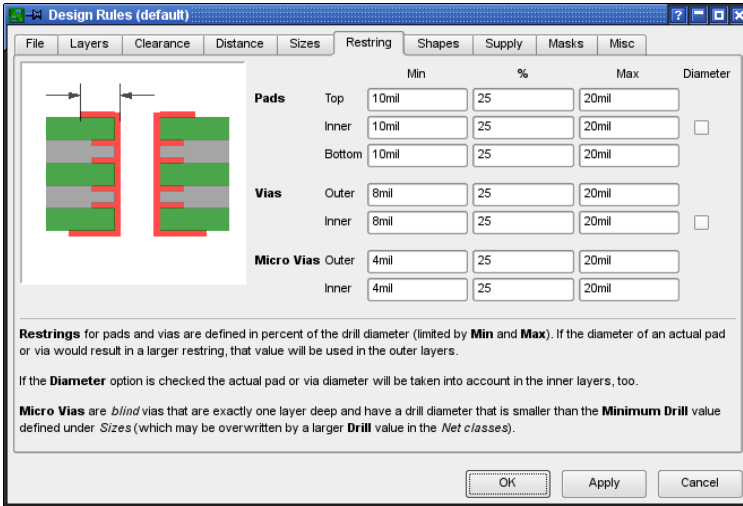 Design Rules (default)
File Layers Clearance Distance Sizes Restring Shapes Supply Masks Misc
Min % Max Diameter
Pads Top 10mil 25 20mil
Inner 10mil 25 20mil
Bottom 10mil 25 20mil
Vias Outer 8mil 25 20mil
Inner 8mil 25 20mil
Micro Vias Outer 4mil 25 20mil
Inner 4mil 25 20mil
Restrings for pads and vias are defined in percent of the drill diameter (limited by Min and Max). If the diameter of an actual pad
or via would result in a larger restring, that value will be used in the outer layers.
If the Diameter option is checked the actual pad or via diameter will be taken into account in the inner layers, too.
Micro Vias are blind vias that are exactly one layer deep and have a drill diameter that is smaller than the Minimum Drill value
defined under Sizes (which may be overwritten by a larger Drill value in the Net classes).
OK Apply Cancel